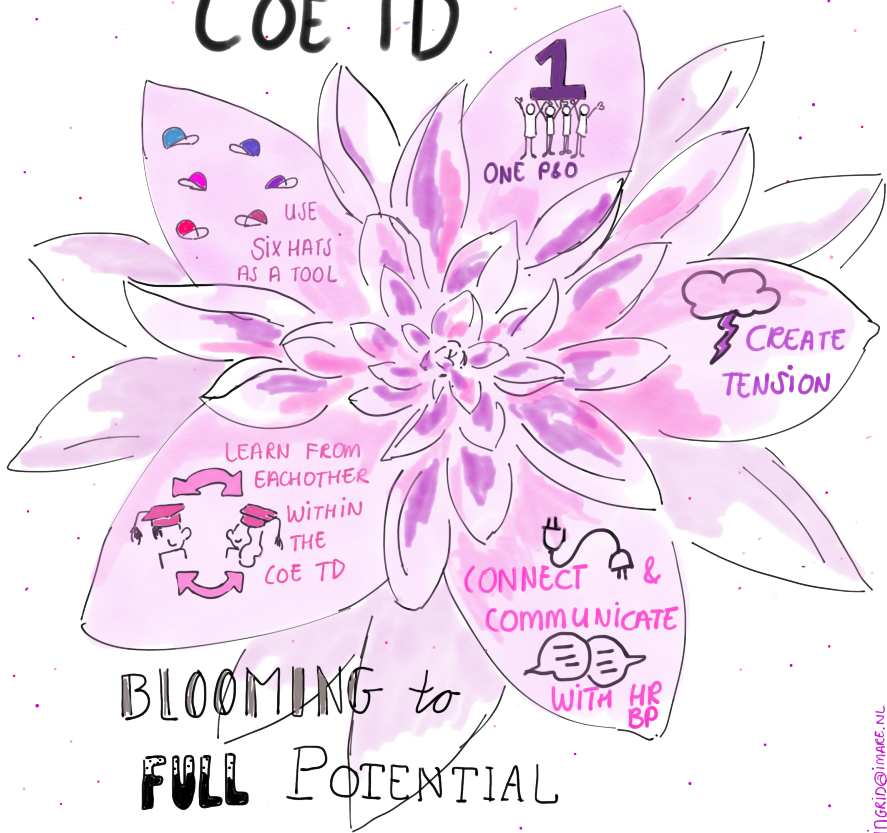 COE TD
1
ONE P&O
USE
SIX HATS
AS A TOOL
CREATE
TENSION
LEARN FROM
EACHOTHER
WITHIN
THE
COE TD
CONNECT &
COMMUNICATE
WITH HR
BP
BLOOMING to
FULL POTENTIAL
INGRID@IMARE.NL